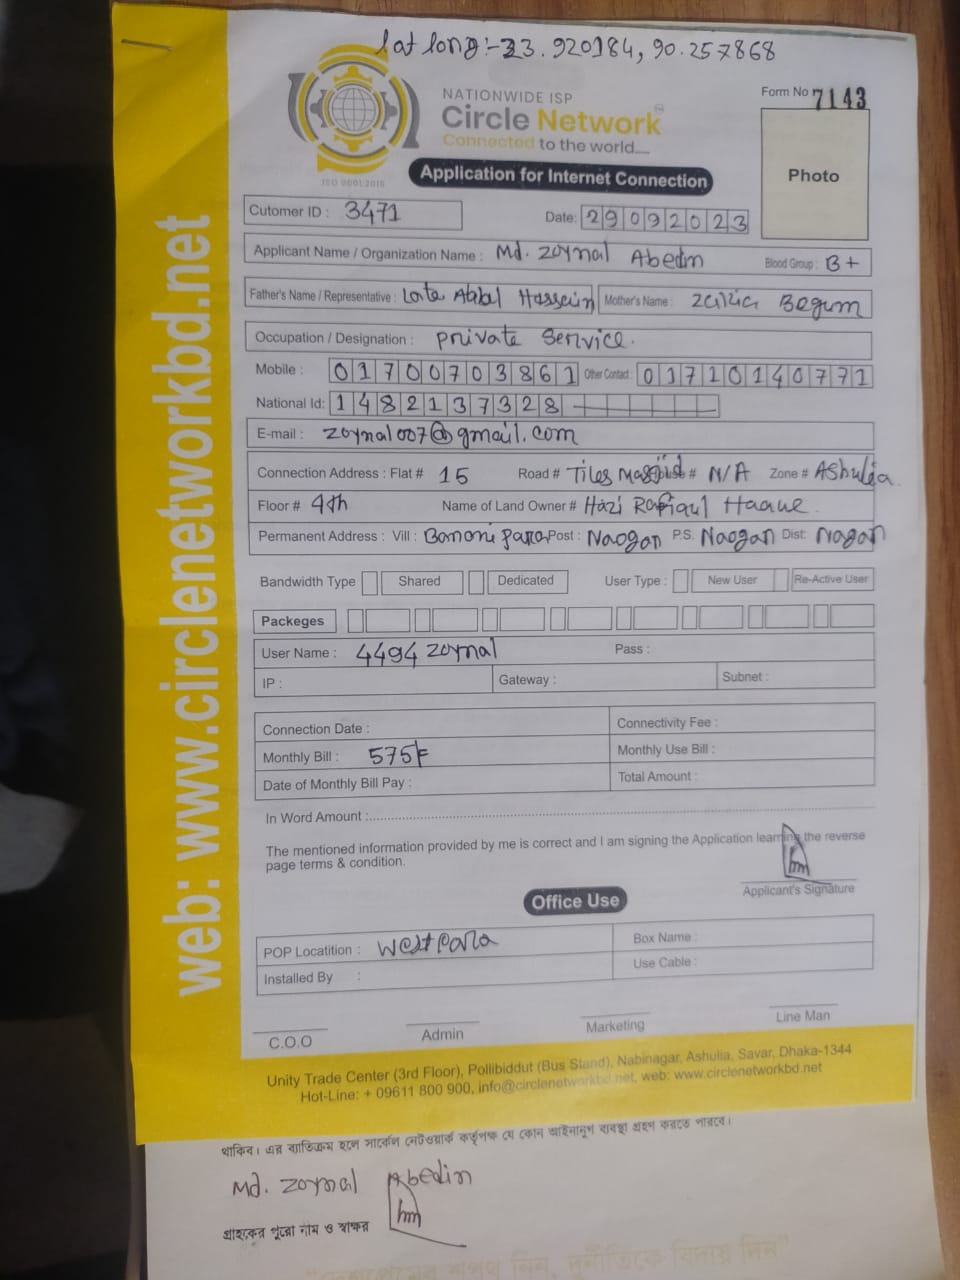 lat long:- 23.920184, 90.257868
NATIONWIDE ISP
Circle Network
Connected to the world....
ISO 9001:2015
Form No 7143
Photo
Application for Internet Connection
Cutomer ID : 3471 Date: 29092023
Applicant Name / Organization Name : Md. Zoynal Abedin Blood Group : B+
Father's Name / Representative : Late Hossein Mother's Name : Begum
Occupation / Designation : private Service.
Mobile : 01700703861 Other Contact : 01710140771
National Id: 1482137328
E-mail : zoynal007@gmail.com
Connection Address : Flat # 15 Road # Tiles Masjid # N/A Zone # Ashulia.
Floor # 4th Name of Land Owner # Hazi Rafiqul Haque.
Permanent Address : Vill : Banani para Post : Naogan P.S. Naogan Dist: Nagan
Bandwidth Type Shared Dedicated User Type : New User Re-Active User
Packeges
User Name : 4494 zoynal Pass :
IP : Gateway : Subnet :
Connection Date : Connectivity Fee :
Monthly Bill : 575/= Monthly Use Bill :
Date of Monthly Bill Pay : Total Amount :
In Word Amount :
The mentioned information provided by me is correct and I am signing the Application learning the reverse
page terms & condition.
Applicant's Signature
Office Use
POP Locatition : West Para Box Name :
Installed By : Use Cable :
C.O.O Admin Marketing Line Man
Unity Trade Center (3rd Floor), Pollibiddut (Bus Stand), Nabinagar, Ashulia, Savar, Dhaka-1344
Hot-Line: + 09611 800 900, info@circlenetworkbd.net, web: www.circlenetworkbd.net
web: www.circlenetworkbd.net
থাকিব। এর ব্যতিক্রম হলে সার্কেল নেটওয়ার্ক কর্তৃপক্ষ যে কোন আইনানুগ ব্যবস্থা গ্রহণ করতে পারবে।
Md. Zoynal Abedin
গ্রাহকের পুরো নাম ও স্বাক্ষর